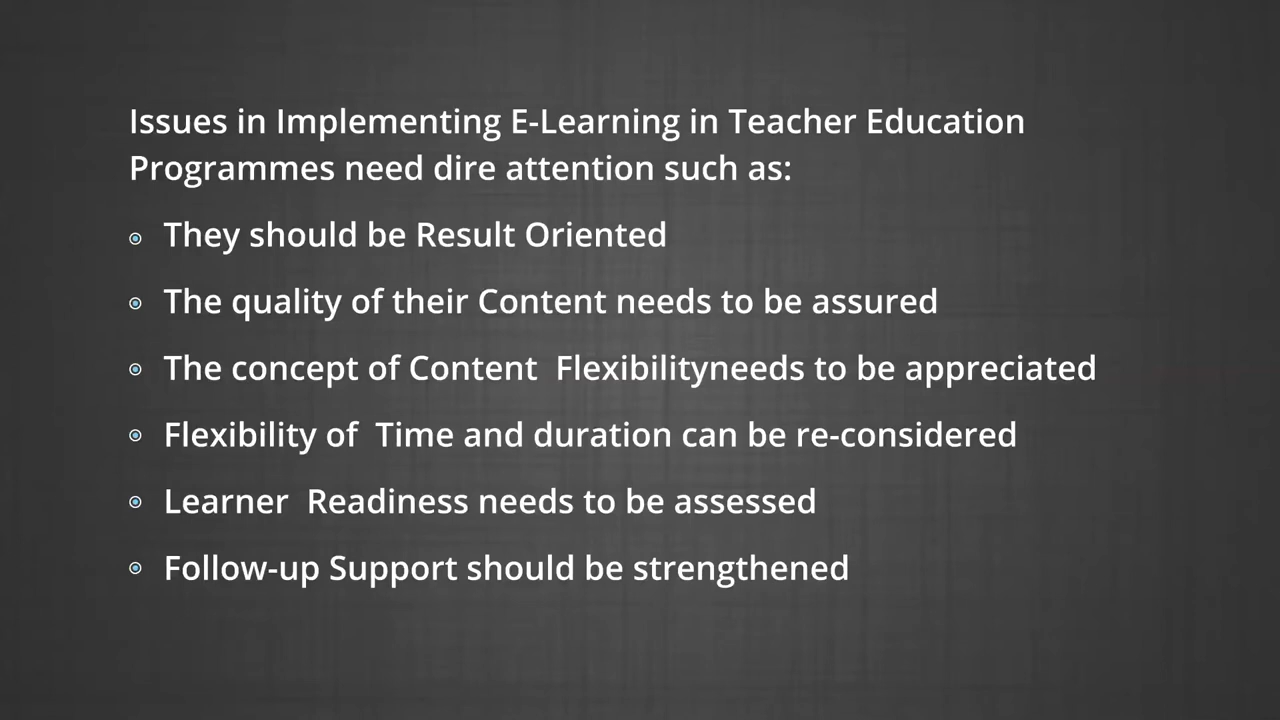 Issues in Implementing E-Learning in Teacher Education
Programmes need dire attention such as:
They should be Result Oriented
The quality of their Content needs to be assured
The concept of Content  Flexibilityneeds to be appreciated
Flexibility of  Time and duration can be re-considered
Learner  Readiness needs to be assessed
Follow-up Support should be strengthened